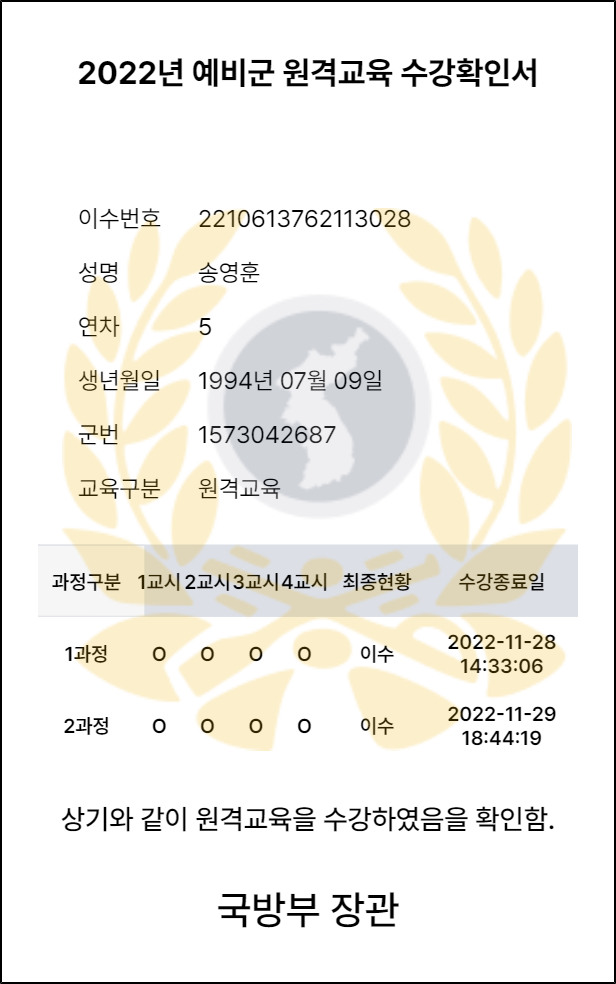 2022년 예비군 원격교육 수강확인서
이수번호 2210613762113028
성명 송영훈
연차 5
생년월일 1994년 07월 09일
군번 1573042687
교육구분 원격교육
과정구분 1교시 2교시 3교시 4교시 최종현황 수강종료일
1과정 O O O O 이수 2022-11-28 14:33:06
2과정 O O O O 이수 2022-11-29 18:44:19
상기와 같이 원격교육을 수강하였음을 확인함.
국방부 장관